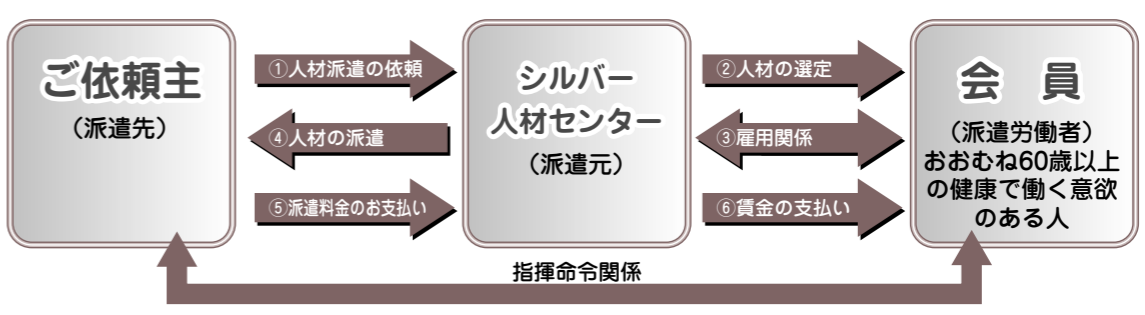 ご依頼主
（派遣先）
①人材派遣の依頼
④人材の派遣
⑤派遣料金のお支払い
シルバー
人材センター
（派遣元）
②人材の選定
③雇用関係
⑥賃金の支払い
会　員
（派遣労働者）
おおむね60歳以上
の健康で働く意欲
のある人
指揮命令関係